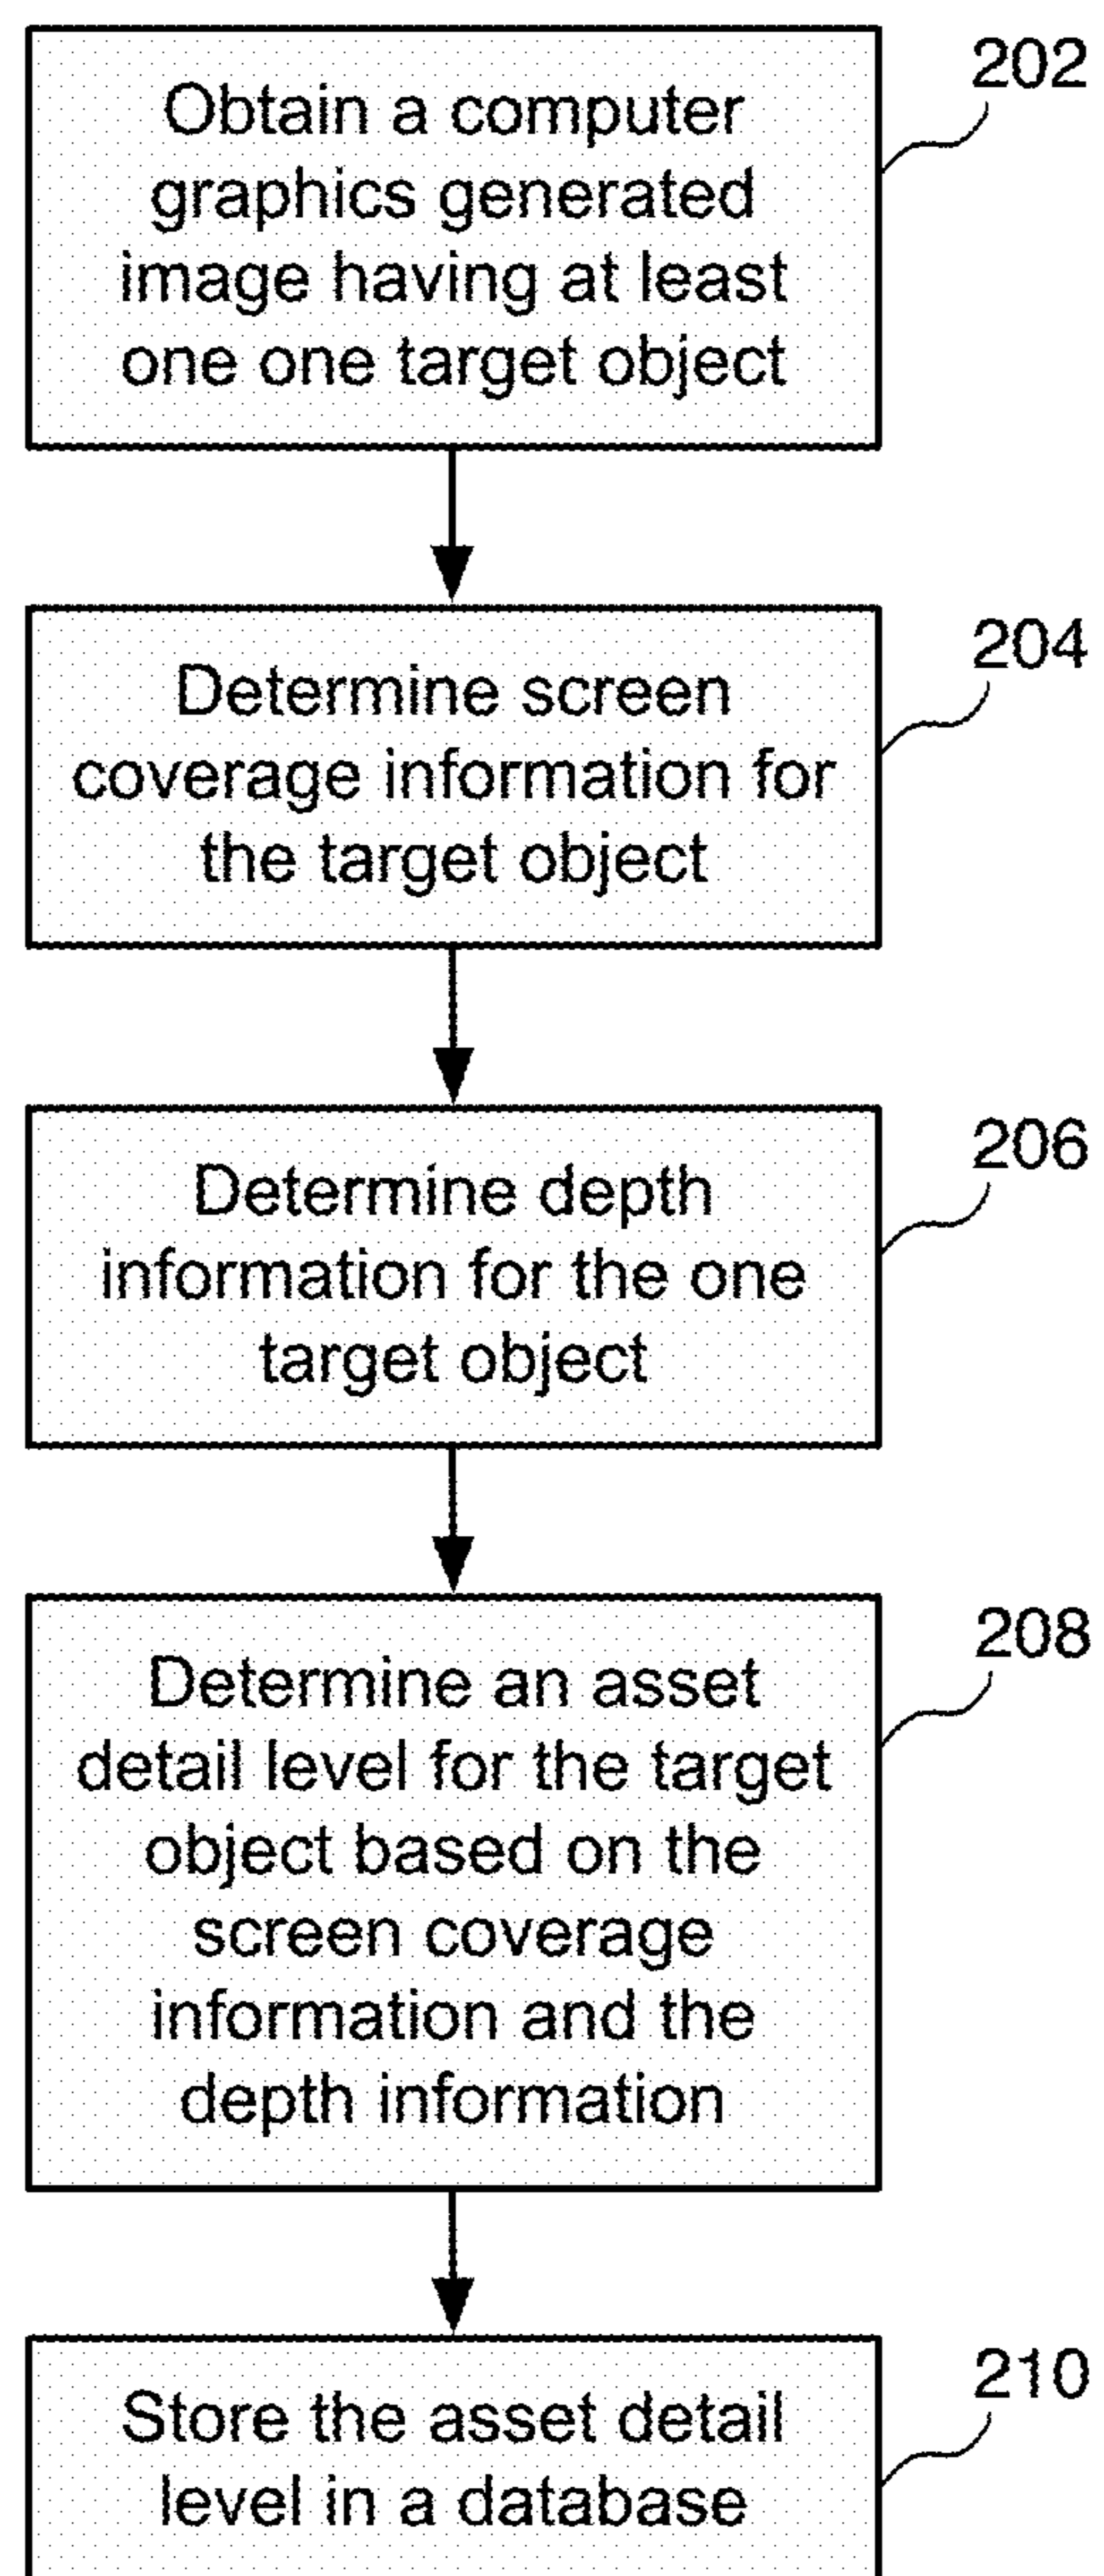 Obtain a computer
graphics generated
image having at least
one one target object
202
Determine screen
coverage information for
the target object
204
Determine depth
information for the one
target object
206
Determine an asset
detail level for the target
object based on the
screen coverage
information and the
depth information
208
Store the asset detail
level in a database
210